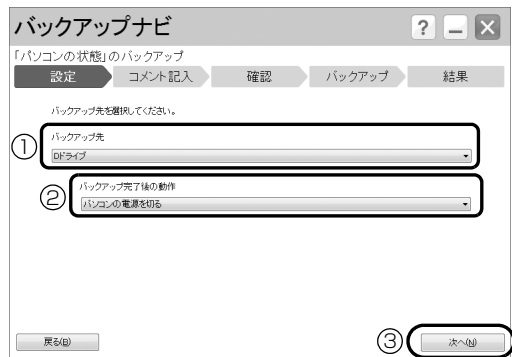 バックアップナビ
?
「パソコンの状態」のバックアップ
設定 コメント記入 確認 バックアップ 結果
バックアップ先を選択してください。
① バックアップ先
Dドライブ
② バックアップ完了後の動作
パソコンの電源を切る
戻る(B) ③ 次へ(N)